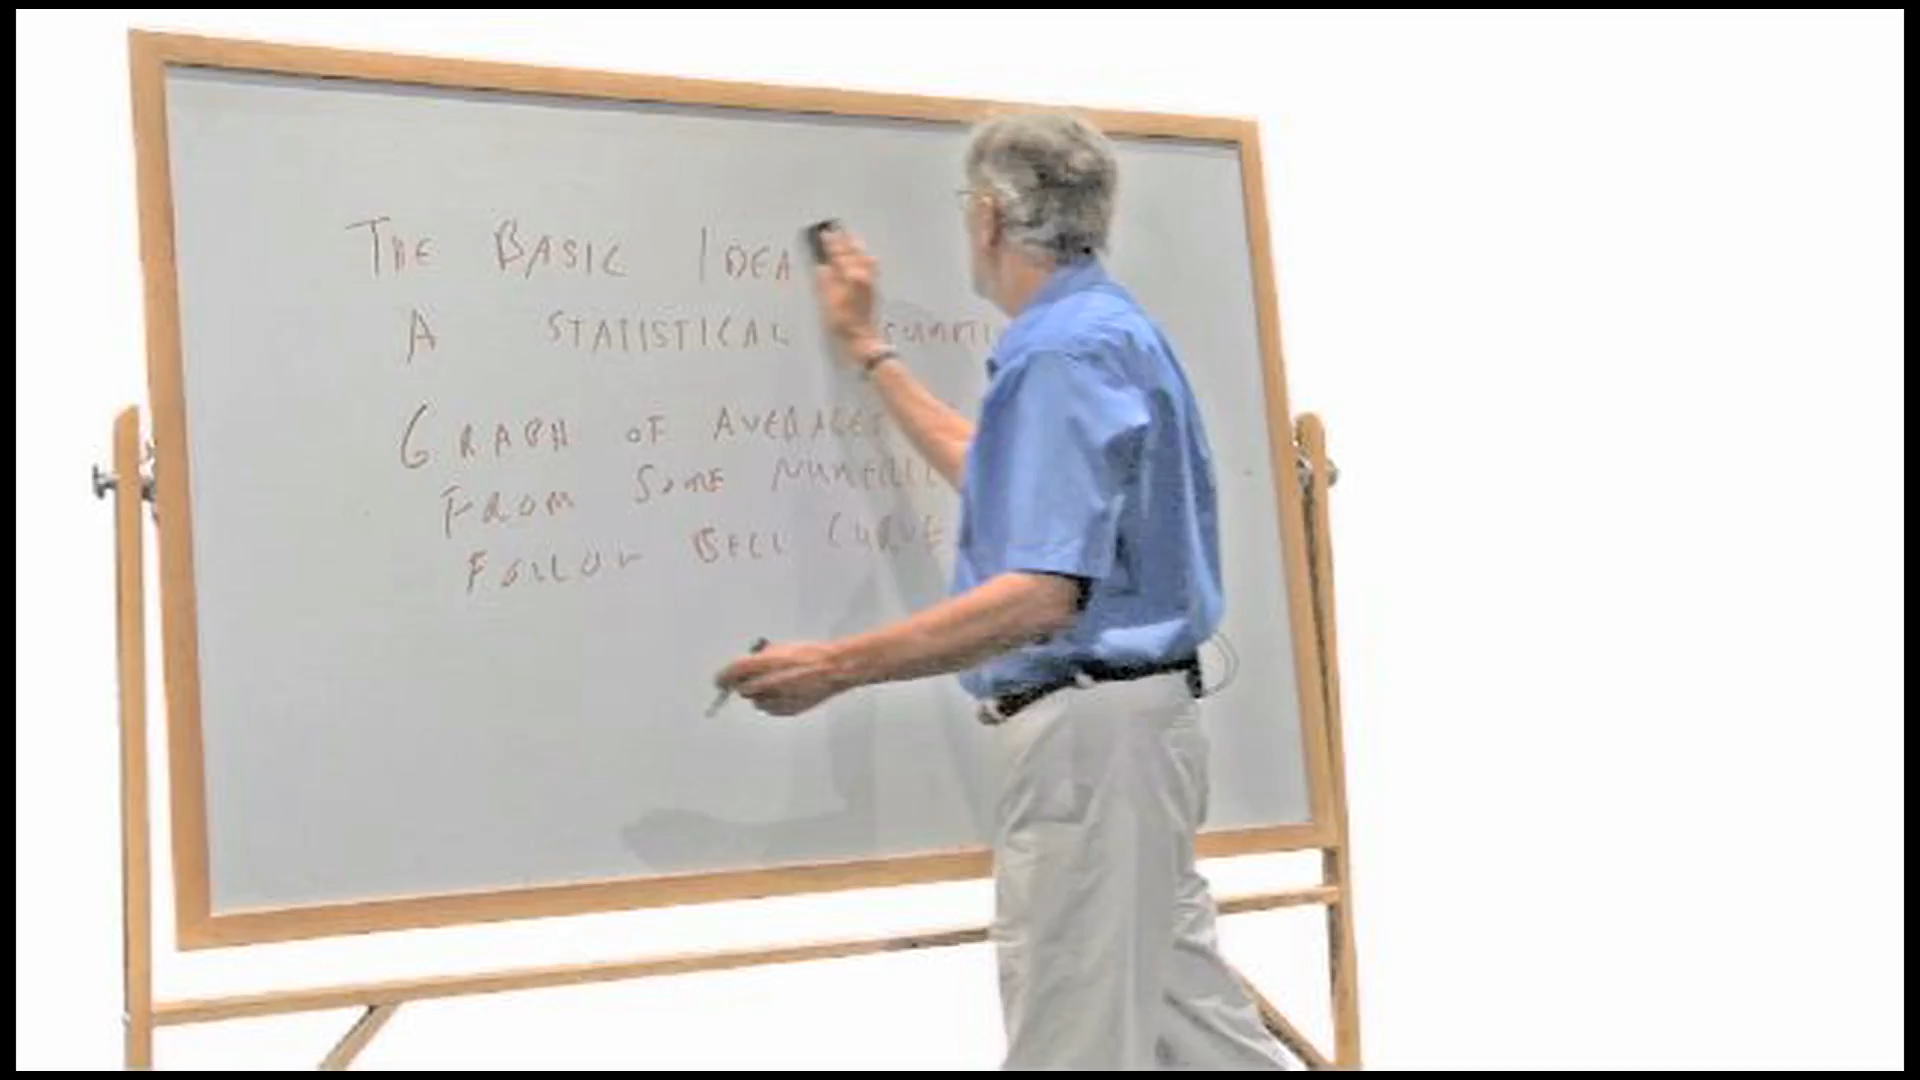 THE BASIC IDEA
A STATISTICAL
GRAPH OF AVERAGES
FROM SOME
FOLLOW BELL CURVE